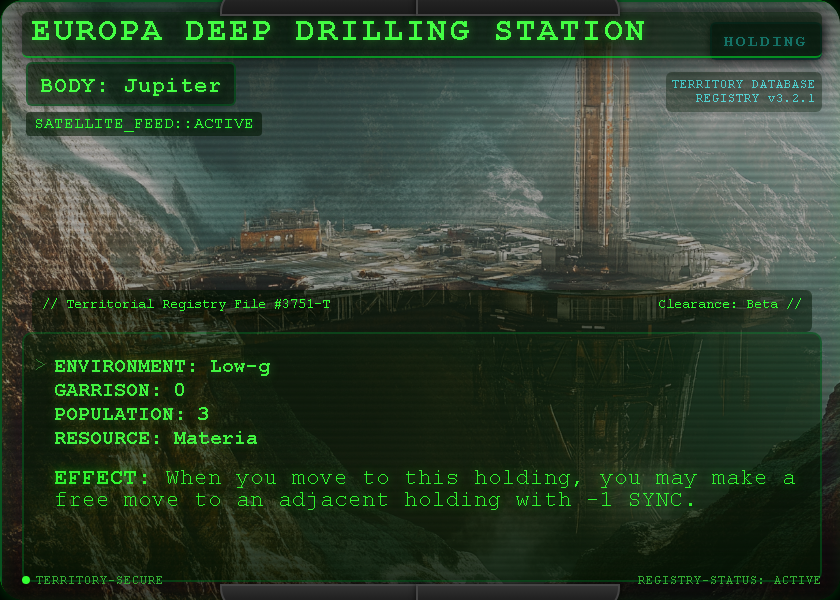 EUROPA DEEP DRILLING STATION
HOLDING
BODY: Jupiter
TERRITORY DATABASE
REGISTRY v3.2.1
SATELLITE_FEED::ACTIVE
// Territorial Registry File #3751-T
Clearance: Beta //
> ENVIRONMENT: Low-g
GARRISON: 0
POPULATION: 3
RESOURCE: Materia
EFFECT: When you move to this holding, you may make a
free move to an adjacent holding with -1 SYNC.
TERRITORY-SECURE
REGISTRY-STATUS: ACTIVE